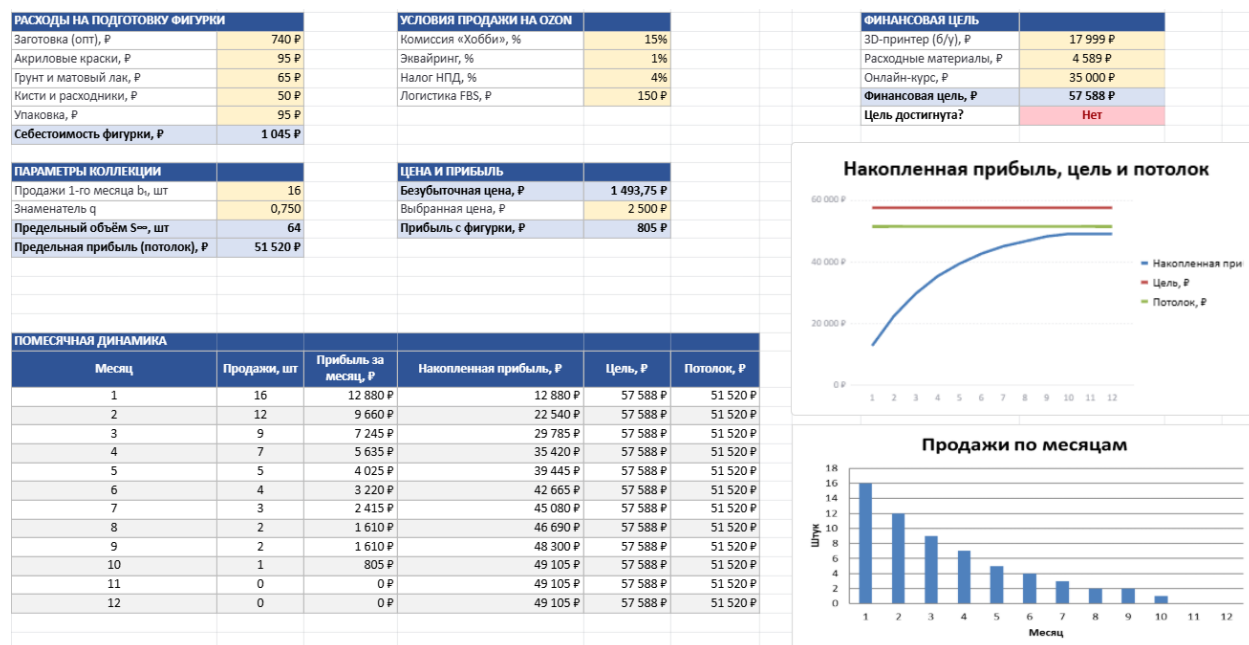 РАСХОДЫ НА ПОДГОТОВКУ ФИГУРКИ
Заготовка (опт), ₽ 740 ₽
Акриловые краски, ₽ 95 ₽
Грунт и матовый лак, ₽ 65 ₽
Кисти и расходники, ₽ 50 ₽
Упаковка, ₽ 95 ₽
Себестоимость фигурки, ₽ 1 045 ₽
УСЛОВИЯ ПРОДАЖИ НА OZON
Комиссия «Хобби», % 15%
Эквайринг, % 1%
Налог НПД, % 4%
Логистика FBS, ₽ 150 ₽
ФИНАНСОВАЯ ЦЕЛЬ
3D-принтер (б/у), ₽ 17 999 ₽
Расходные материалы, ₽ 4 589 ₽
Онлайн-курс, ₽ 35 000 ₽
Финансовая цель, ₽ 57 588 ₽
Цель достигнута? Нет
ПАРАМЕТРЫ КОЛЛЕКЦИИ
Продажи 1-го месяца b₁, шт 16
Знаменатель q 0,750
Предельный объём S∞, шт 64
Предельная прибыль (потолок), ₽ 51 520 ₽
ЦЕНА И ПРИБЫЛЬ
Безубыточная цена, ₽ 1 493,75 ₽
Выбранная цена, ₽ 2 500 ₽
Прибыль с фигурки, ₽ 805 ₽
Накопленная прибыль, цель и потолок
60 000 ₽
40 000 ₽
20 000 ₽
0 ₽
1 2 3 4 5 6 7 8 9 10 11 12
Накопленная при
Цель, ₽
Потолок, ₽
ПОМЕСЯЧНАЯ ДИНАМИКА
Месяц Продажи, шт Прибыль за месяц, ₽ Накопленная прибыль, ₽ Цель, ₽ Потолок, ₽
1 16 12 880 ₽ 12 880 ₽ 57 588 ₽ 51 520 ₽
2 12 9 660 ₽ 22 540 ₽ 57 588 ₽ 51 520 ₽
3 9 7 245 ₽ 29 785 ₽ 57 588 ₽ 51 520 ₽
4 7 5 635 ₽ 35 420 ₽ 57 588 ₽ 51 520 ₽
5 5 4 025 ₽ 39 445 ₽ 57 588 ₽ 51 520 ₽
6 4 3 220 ₽ 42 665 ₽ 57 588 ₽ 51 520 ₽
7 3 2 415 ₽ 45 080 ₽ 57 588 ₽ 51 520 ₽
8 2 1 610 ₽ 46 690 ₽ 57 588 ₽ 51 520 ₽
9 2 1 610 ₽ 48 300 ₽ 57 588 ₽ 51 520 ₽
10 1 805 ₽ 49 105 ₽ 57 588 ₽ 51 520 ₽
11 0 0 ₽ 49 105 ₽ 57 588 ₽ 51 520 ₽
12 0 0 ₽ 49 105 ₽ 57 588 ₽ 51 520 ₽
Продажи по месяцам
Штук
18
16
14
12
10
8
6
4
2
0
1 2 3 4 5 6 7 8 9 10 11 12
Месяц